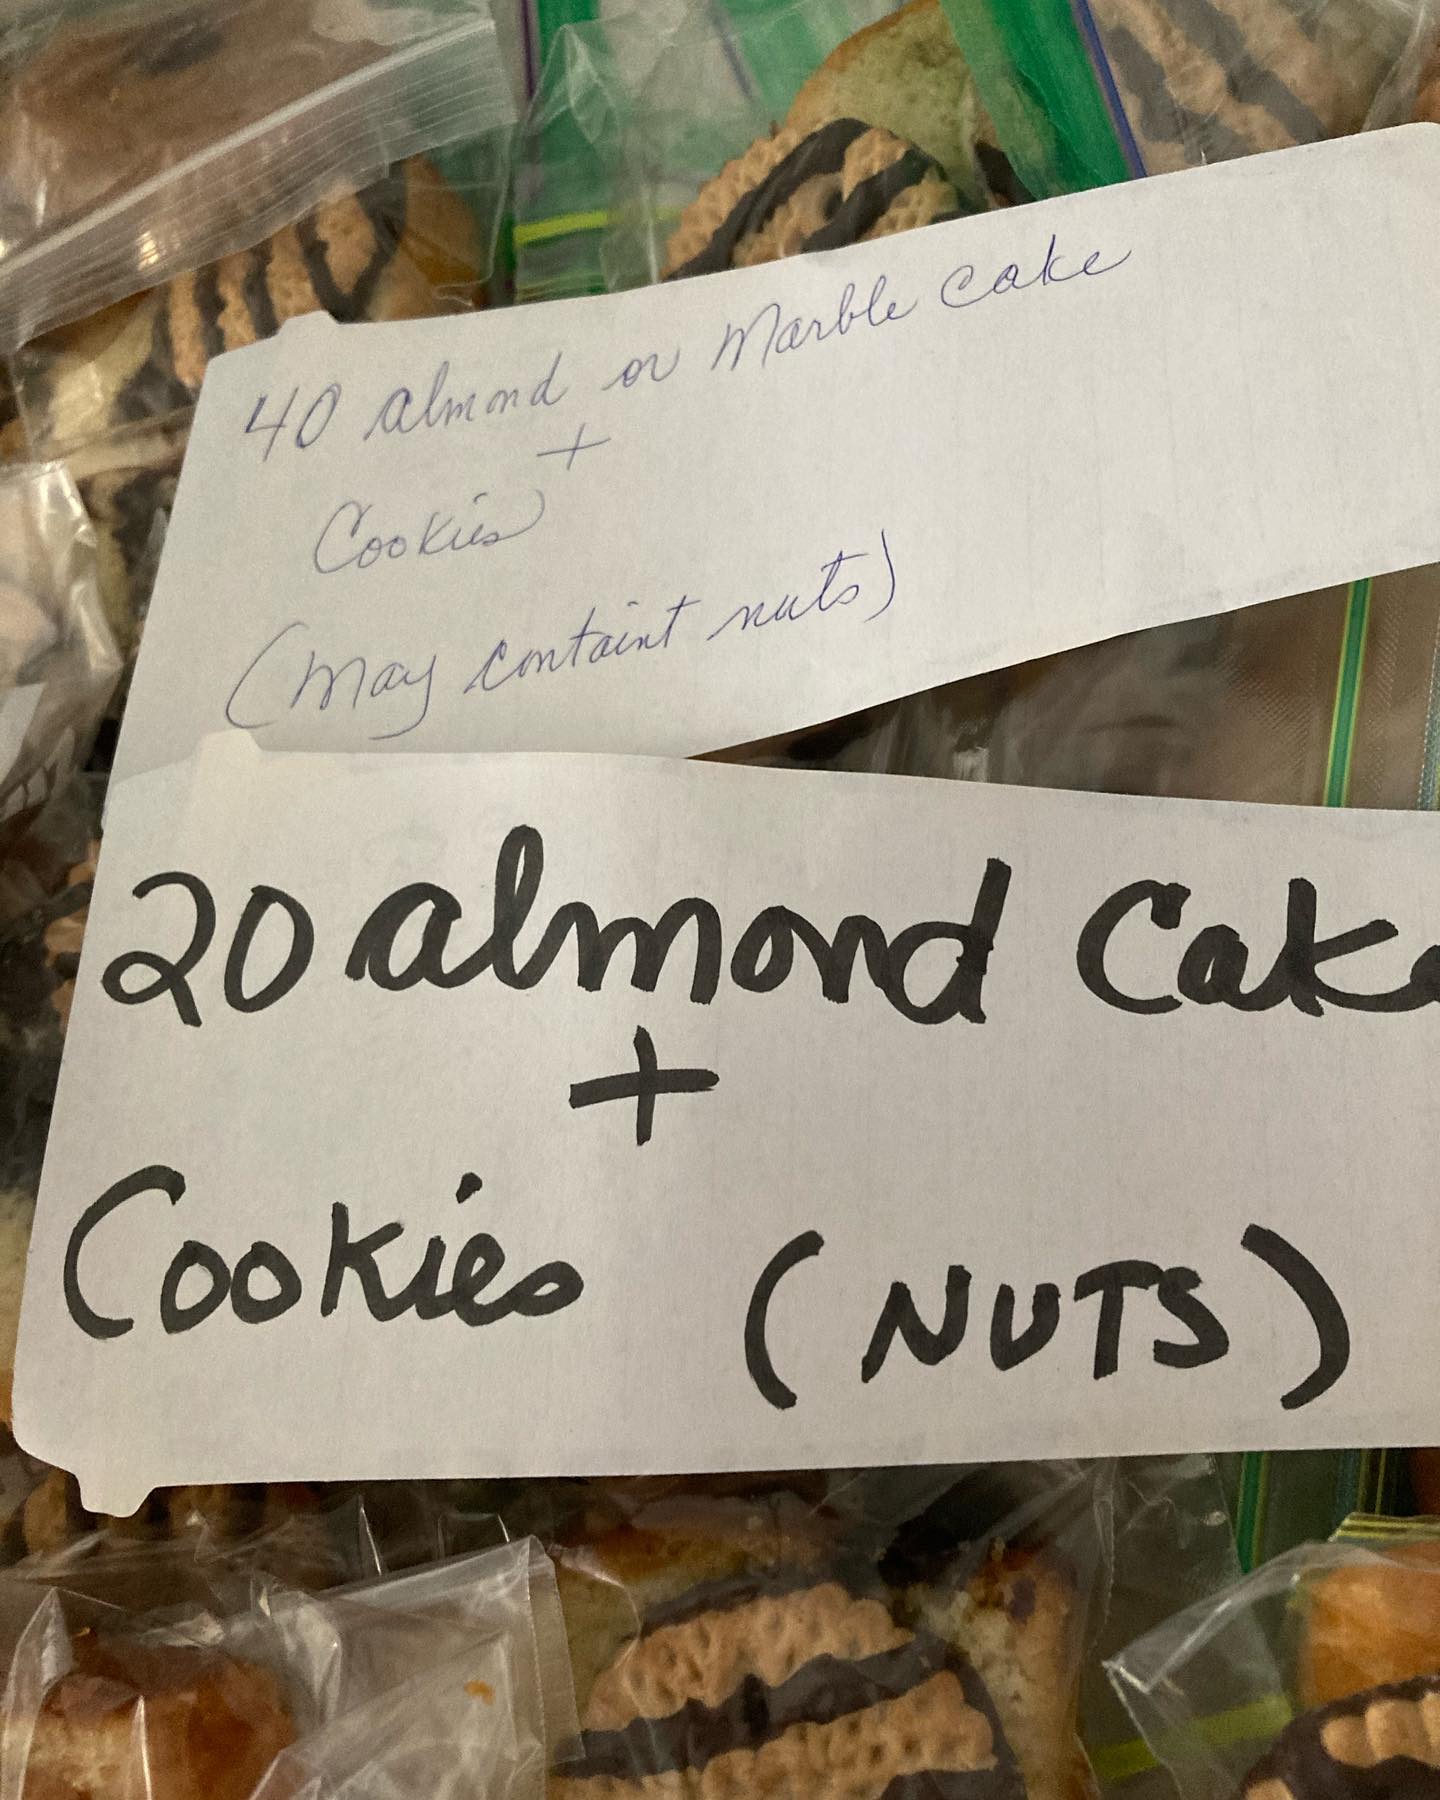 40 almond or Marble cake
+
Cookies
(May containt nuts)
20 almond Cake
+
Cookies (NUTS)